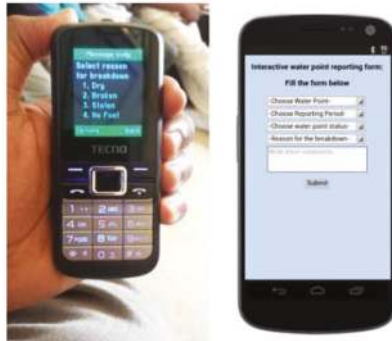 Message Body
Select reason
for breakdown
1. Dry
2. Broken
3. Stolen
4. No Fuel
Options
Back
TECNO
Interactive water point reporting form:
Fill the form below
-Choose Water Point-
-Choose Reporting Period-
-Choose water point status-
-Reason for the breakdown-
Submit